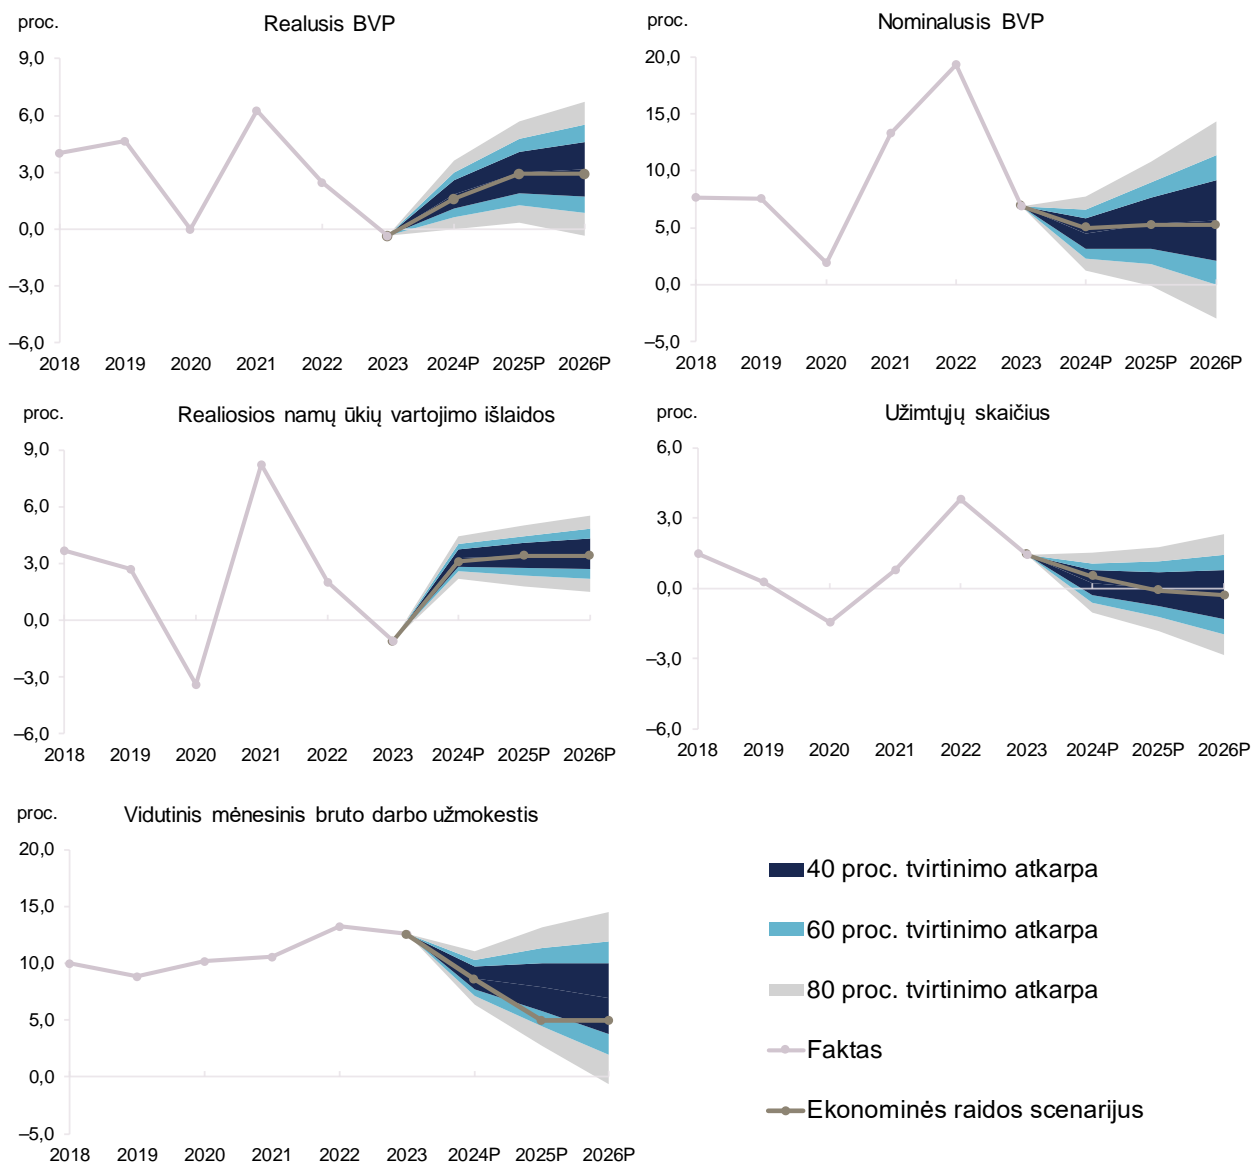 proc.
Realusis BVP
9,0
6,0
3,0
0,0
–3,0
–6,0
2018 2019 2020 2021 2022 2023 2024P 2025P 2026P
proc.
Nominalusis BVP
20,0
15,0
10,0
5,0
0,0
–5,0
2018 2019 2020 2021 2022 2023 2024P 2025P 2026P
proc.
Realiosios namų ūkių vartojimo išlaidos
9,0
6,0
3,0
0,0
–3,0
–6,0
2018 2019 2020 2021 2022 2023 2024P 2025P 2026P
proc.
Užimtųjų skaičius
6,0
3,0
0,0
–3,0
–6,0
2018 2019 2020 2021 2022 2023 2024P 2025P 2026P
proc.
Vidutinis mėnesinis bruto darbo užmokestis
20,0
15,0
10,0
5,0
0,0
–5,0
2018 2019 2020 2021 2022 2023 2024P 2025P 2026P
40 proc. tvirtinimo atkarpa
60 proc. tvirtinimo atkarpa
80 proc. tvirtinimo atkarpa
Faktas
Ekonominės raidos scenarijus